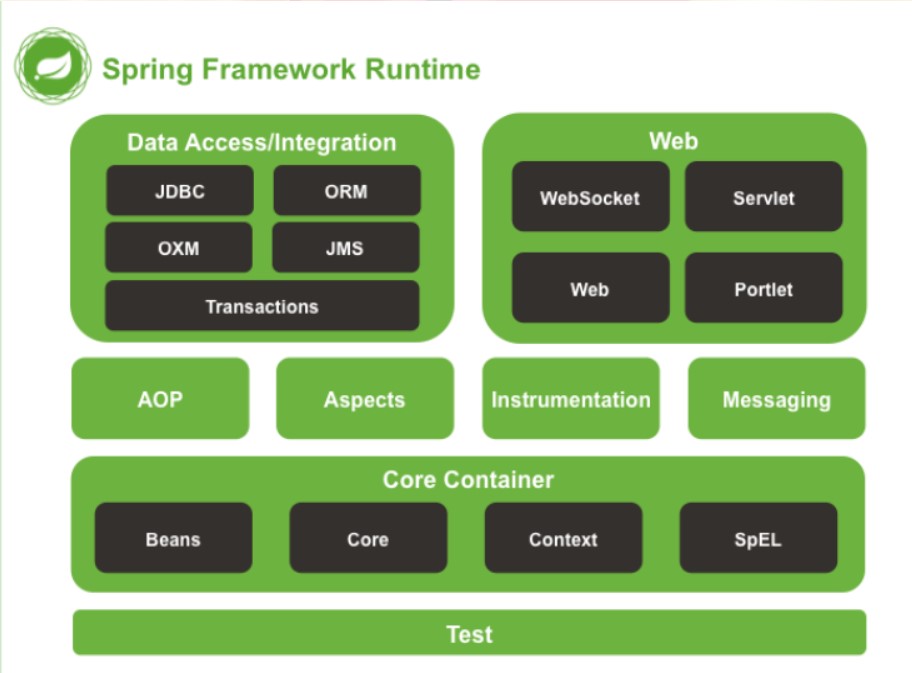 Spring Framework Runtime
Data Access/Integration
JDBC ORM
OXM JMS
Transactions
Web
WebSocket Servlet
Web Portlet
AOP Aspects Instrumentation Messaging
Core Container
Beans Core Context SpEL
Test